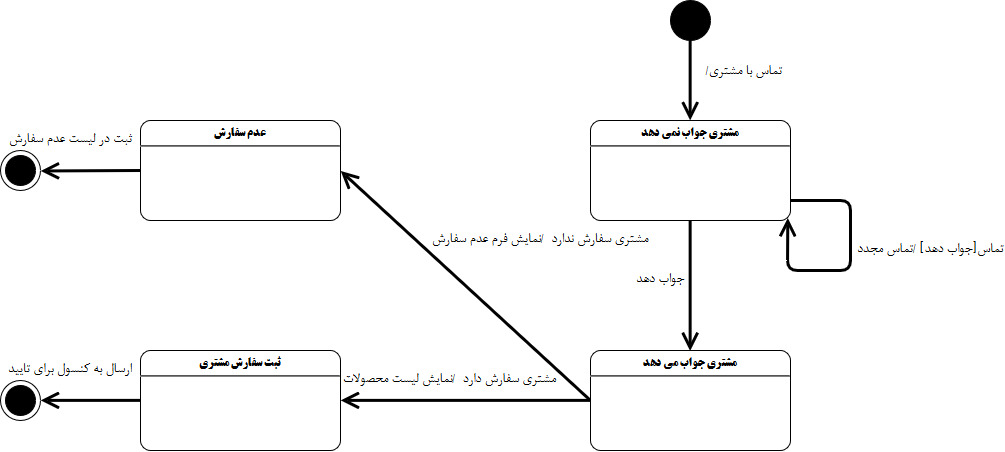 تماس با مشتری/
مشتری جواب نمی دهد
عدم سفارش
ثبت در لیست عدم سفارش
تماس[جواب دهد] /تماس مجدد
مشتری سفارش ندارد /نمایش فرم عدم سفارش
جواب دهد
مشتری جواب می دهد
ثبت سفارش مشتری
ارسال به کنسول برای تایید
مشتری سفارش دارد /نمایش لیست محصولات